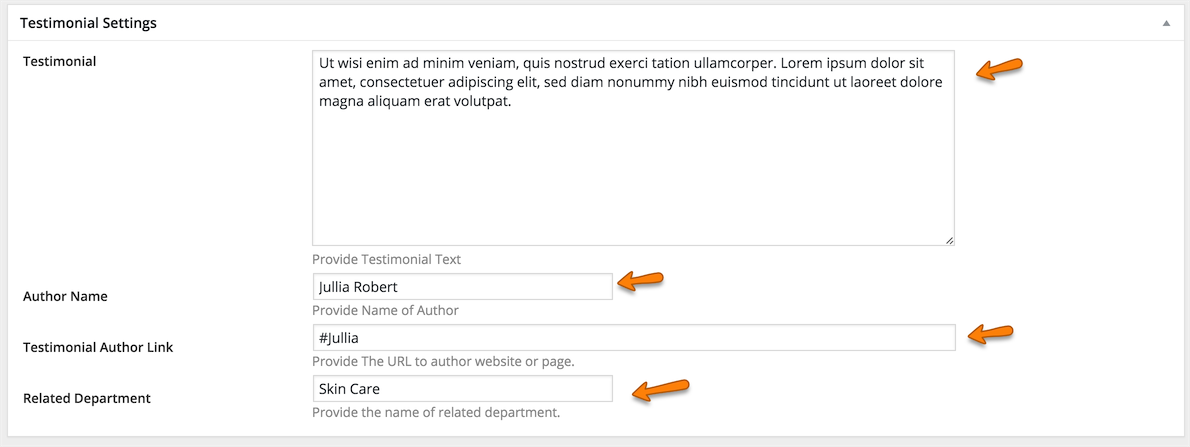 Testimonial Settings
Testimonial
Ut wisi enim ad minim veniam, quis nostrud exerci tation ullamcorper. Lorem ipsum dolor sit
amet, consectetuer adipiscing elit, sed diam nonummy nibh euismod tincidunt ut laoreet dolore
magna aliquam erat volutpat.
Provide Testimonial Text
Author Name
Jullia Robert
Provide Name of Author
Testimonial Author Link
#Jullia
Provide The URL to author website or page.
Related Department
Skin Care
Provide the name of related department.